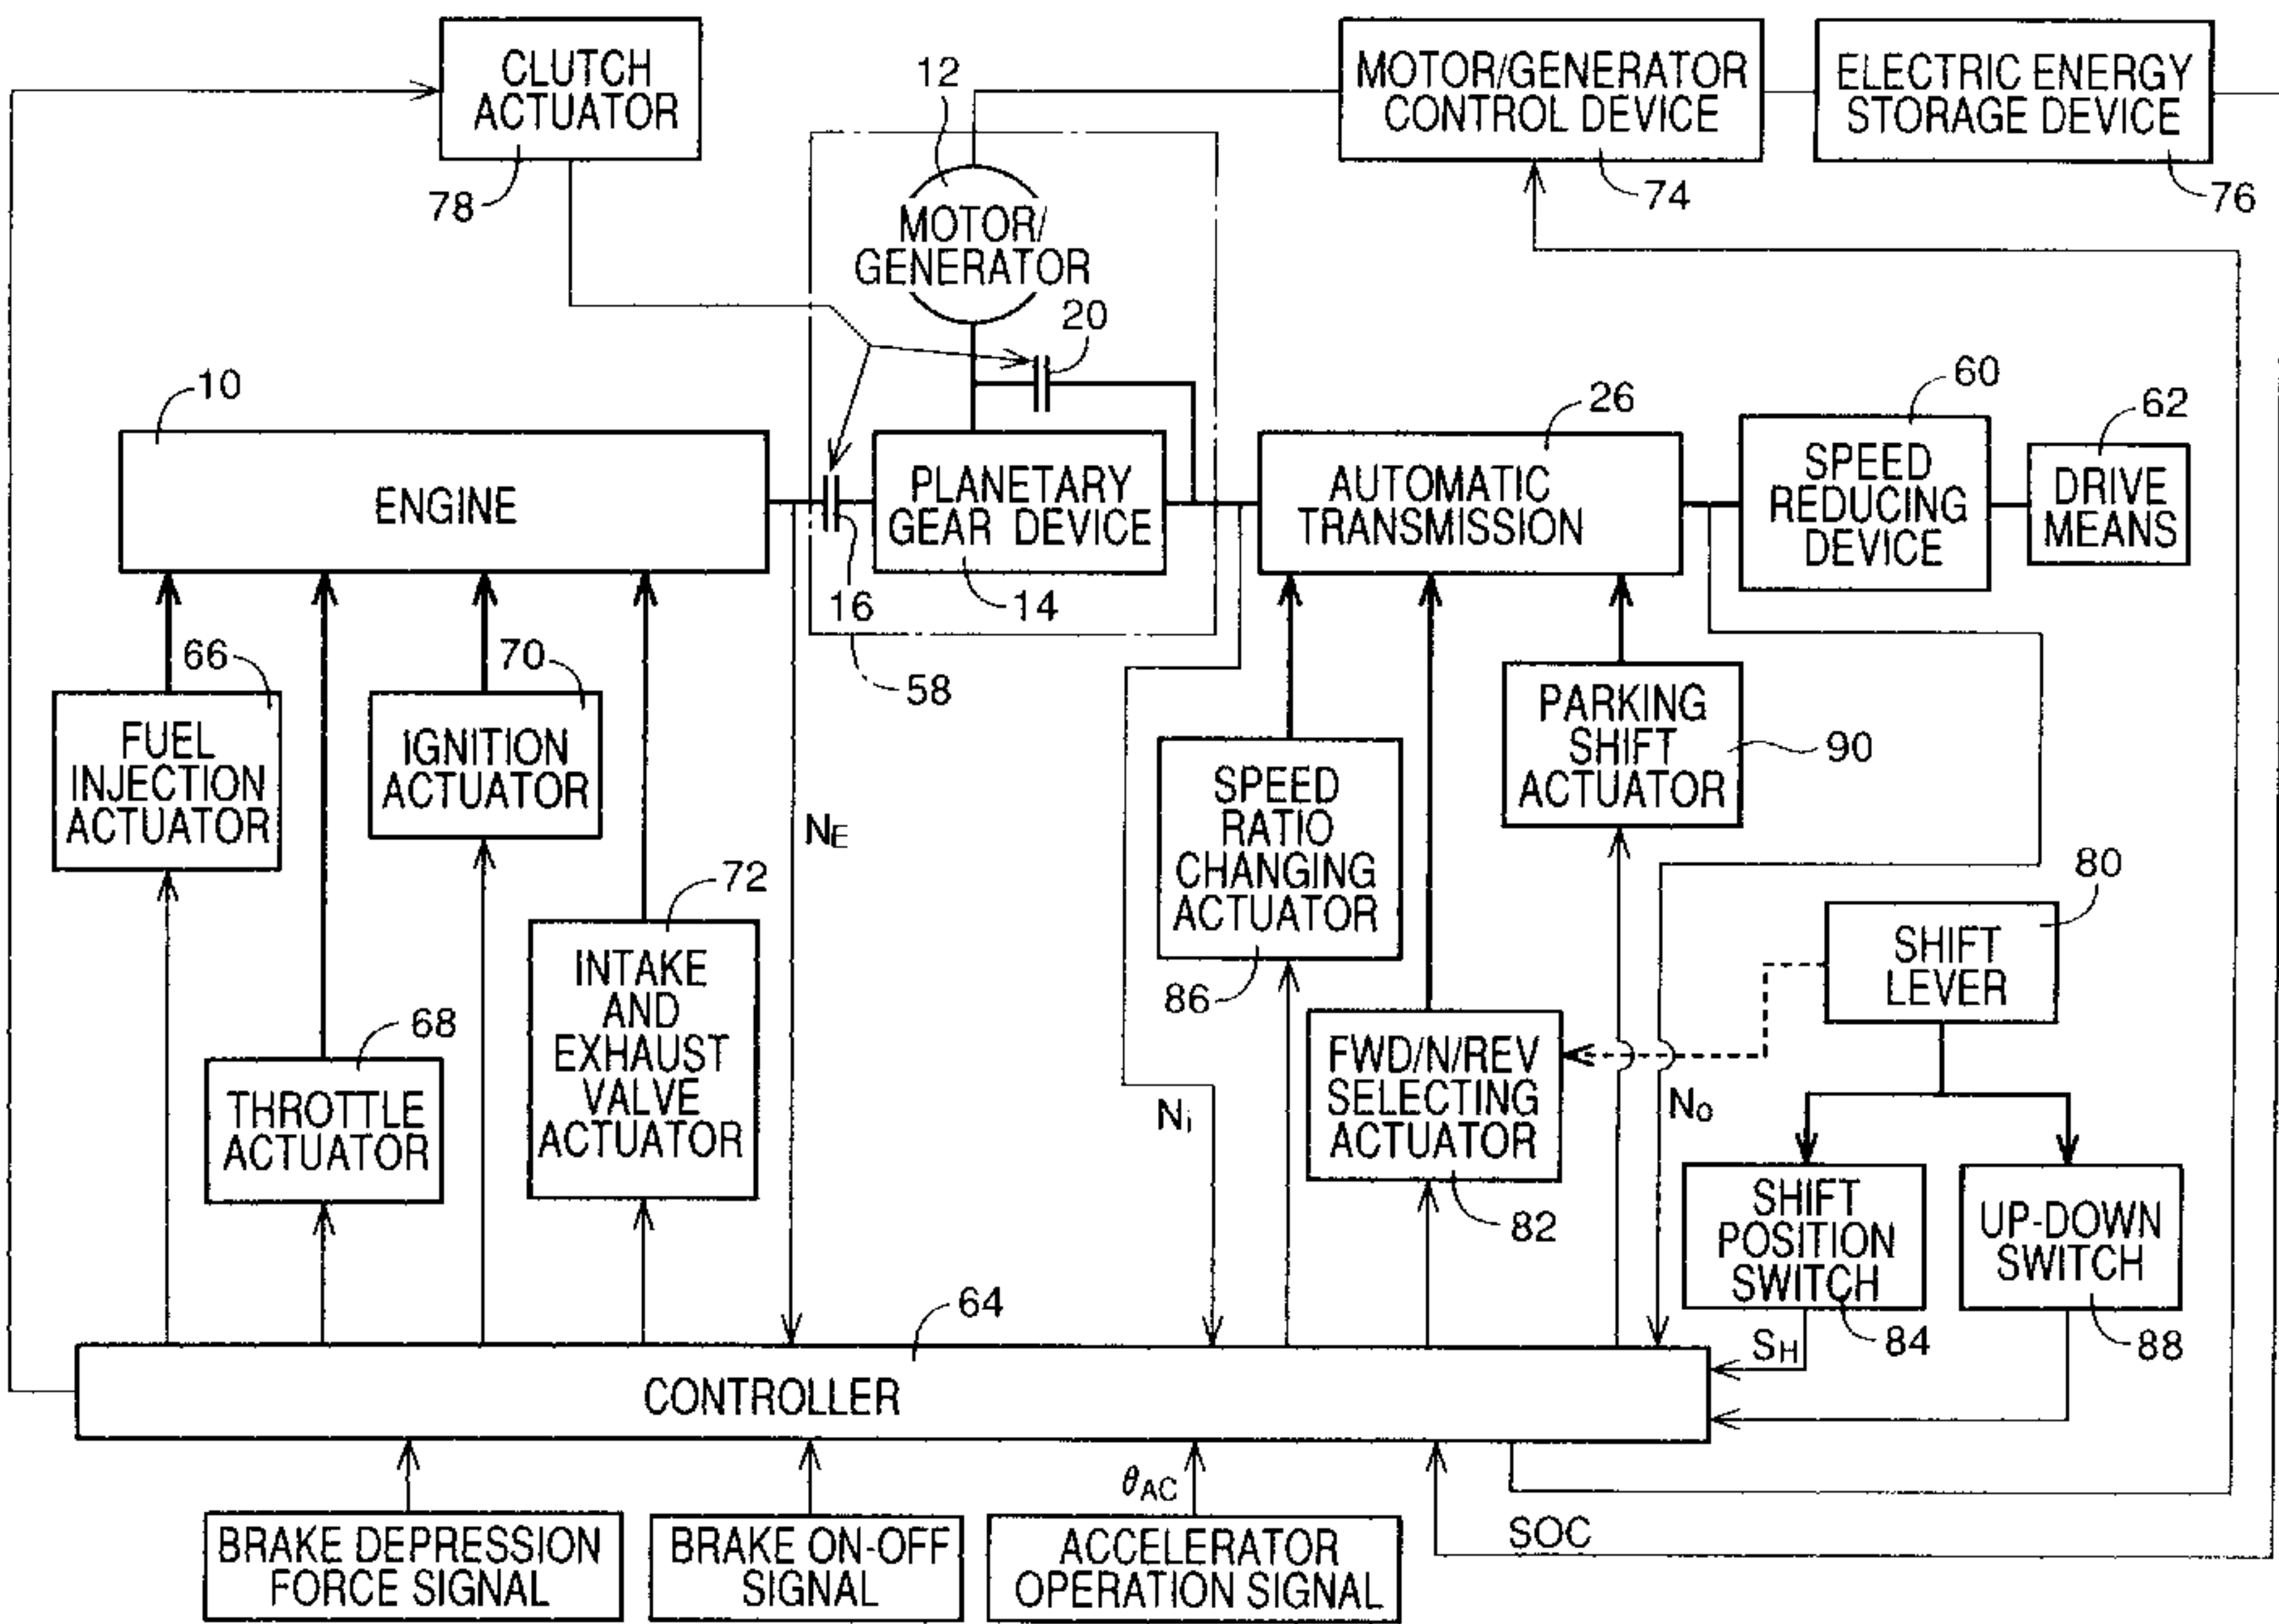 CLUTCH
ACTUATOR
78
12
MOTOR/GENERATOR
CONTROL DEVICE
74
ELECTRIC ENERGY
STORAGE DEVICE
76
MOTOR/
GENERATOR
20
10
ENGINE
16
58
PLANETARY
GEAR DEVICE
14
26
AUTOMATIC
TRANSMISSION
60
SPEED
REDUCING
DEVICE
62
DRIVE
MEANS
66
FUEL
INJECTION
ACTUATOR
70
IGNITION
ACTUATOR
68
THROTTLE
ACTUATOR
72
INTAKE
AND
EXHAUST
VALVE
ACTUATOR
NE
Ni
SPEED
RATIO
CHANGING
ACTUATOR
86
PARKING
SHIFT
ACTUATOR
90
FWD/N/REV
SELECTING
ACTUATOR
82
No
80
SHIFT
LEVER
SHIFT
POSITION
SWITCH
84
UP-DOWN
SWITCH
88
SH
64
CONTROLLER
BRAKE DEPRESSION
FORCE SIGNAL
BRAKE ON-OFF
SIGNAL
θAC
ACCELERATOR
OPERATION SIGNAL
SOC